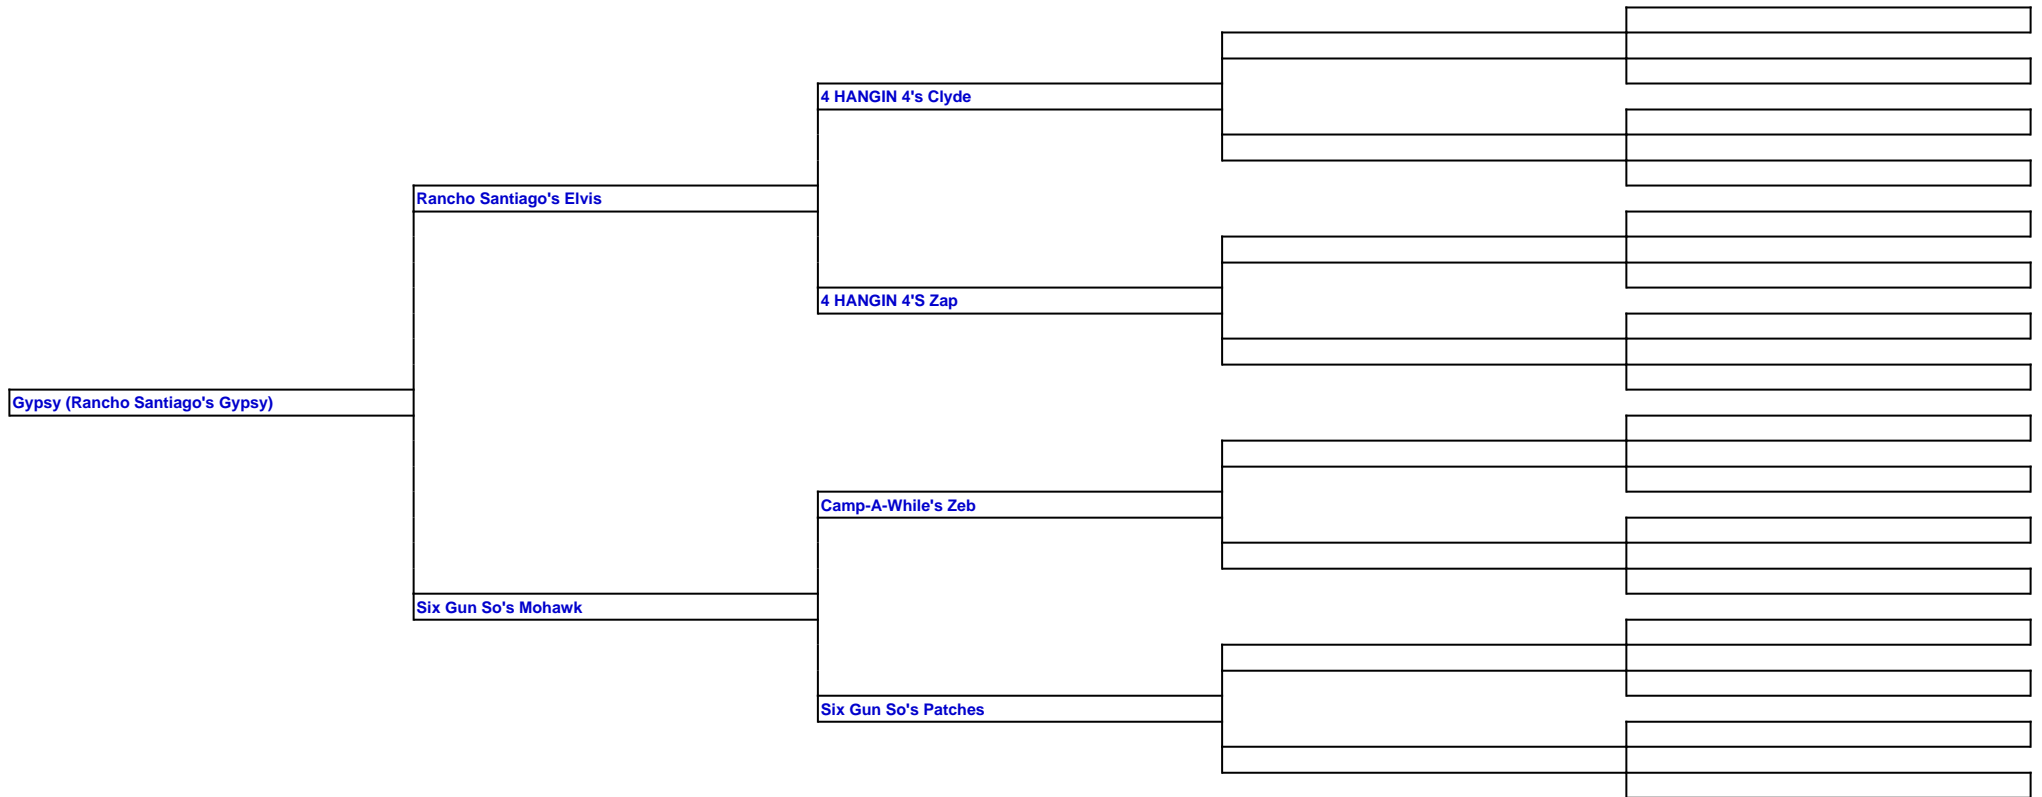 4 HANGIN 4's Clyde
Rancho Santiago's Elvis
4 HANGIN 4'S Zap
Gypsy (Rancho Santiago's Gypsy)
Camp-A-While's Zeb
Six Gun So's Mohawk
Six Gun So's Patches